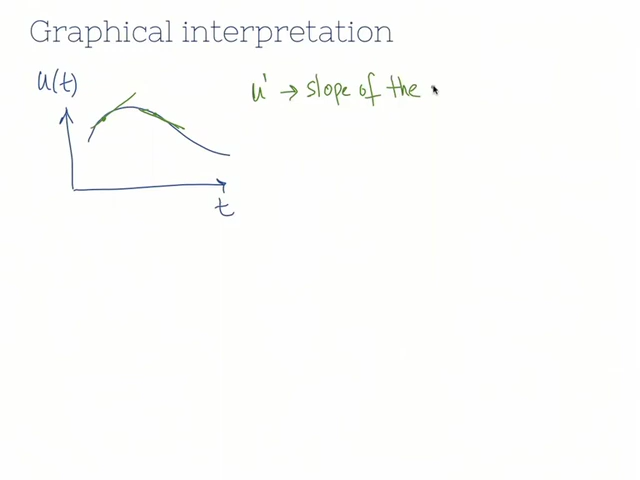 Graphical interpretation
u(t)
u' → slope of the
t